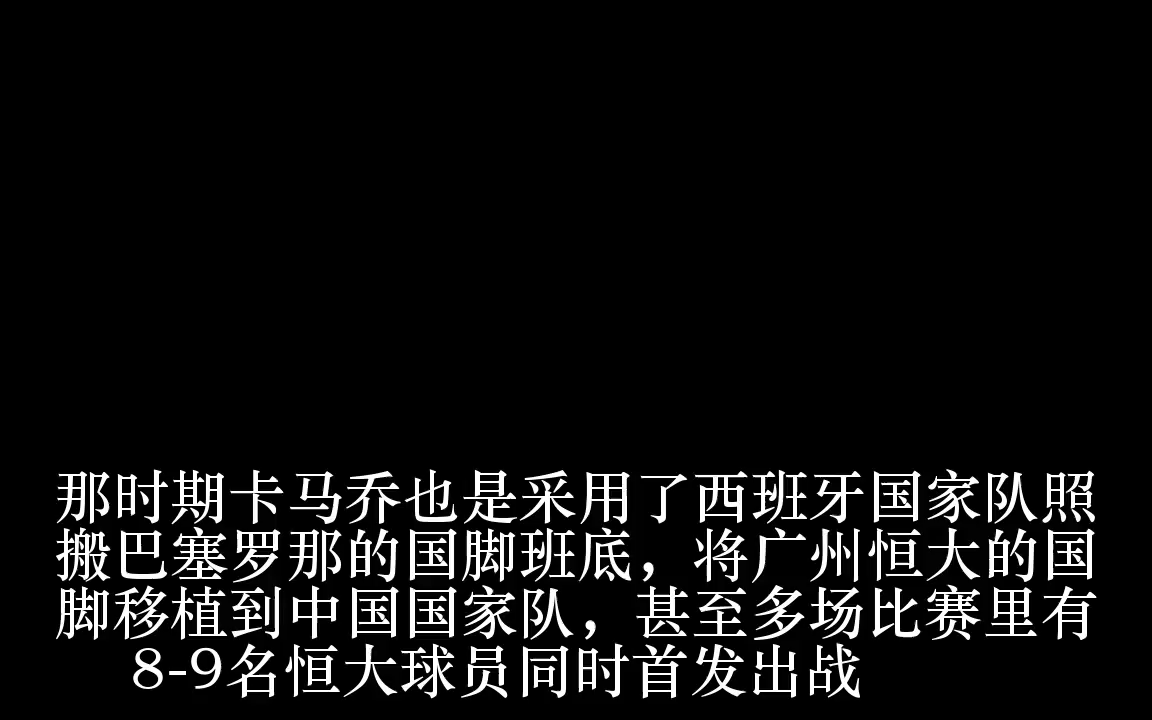 那时期卡马乔也是采用了西班牙国家队照
搬巴塞罗那的国脚班底，将广州恒大的国
脚移植到中国国家队，甚至多场比赛里有
8-9名恒大球员同时首发出战